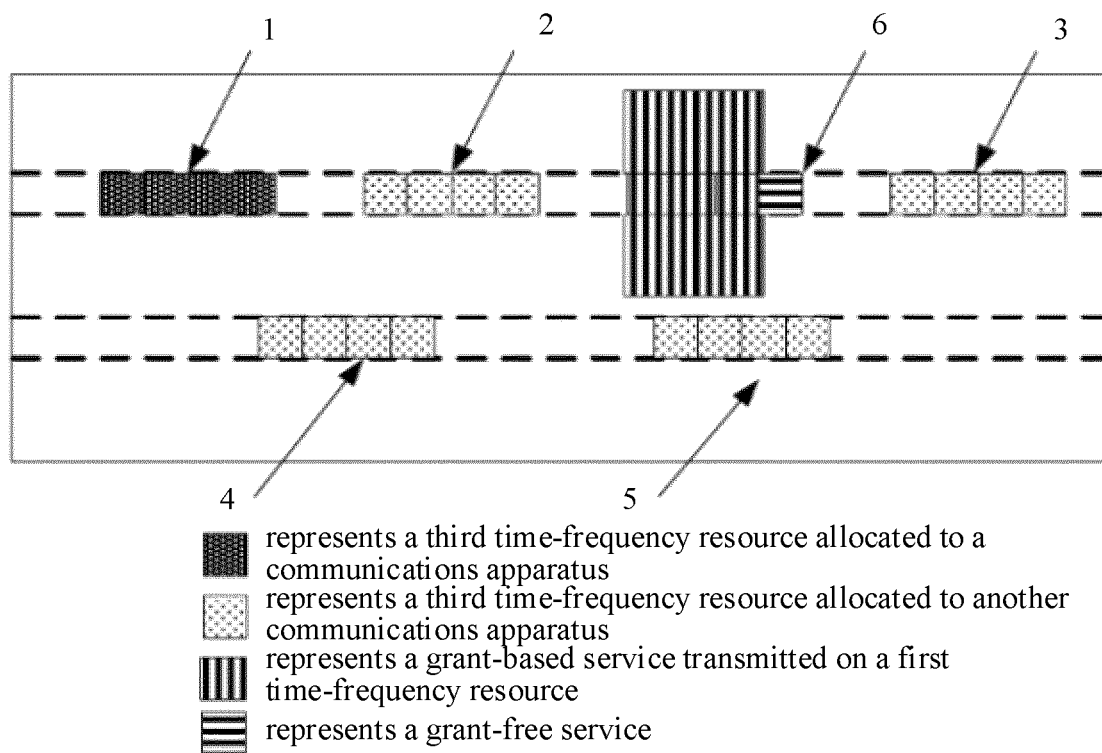 1 2 6 3
4 5
represents a third time-frequency resource allocated to a
communications apparatus
represents a third time-frequency resource allocated to another
communications apparatus
represents a grant-based service transmitted on a first
time-frequency resource
represents a grant-free service